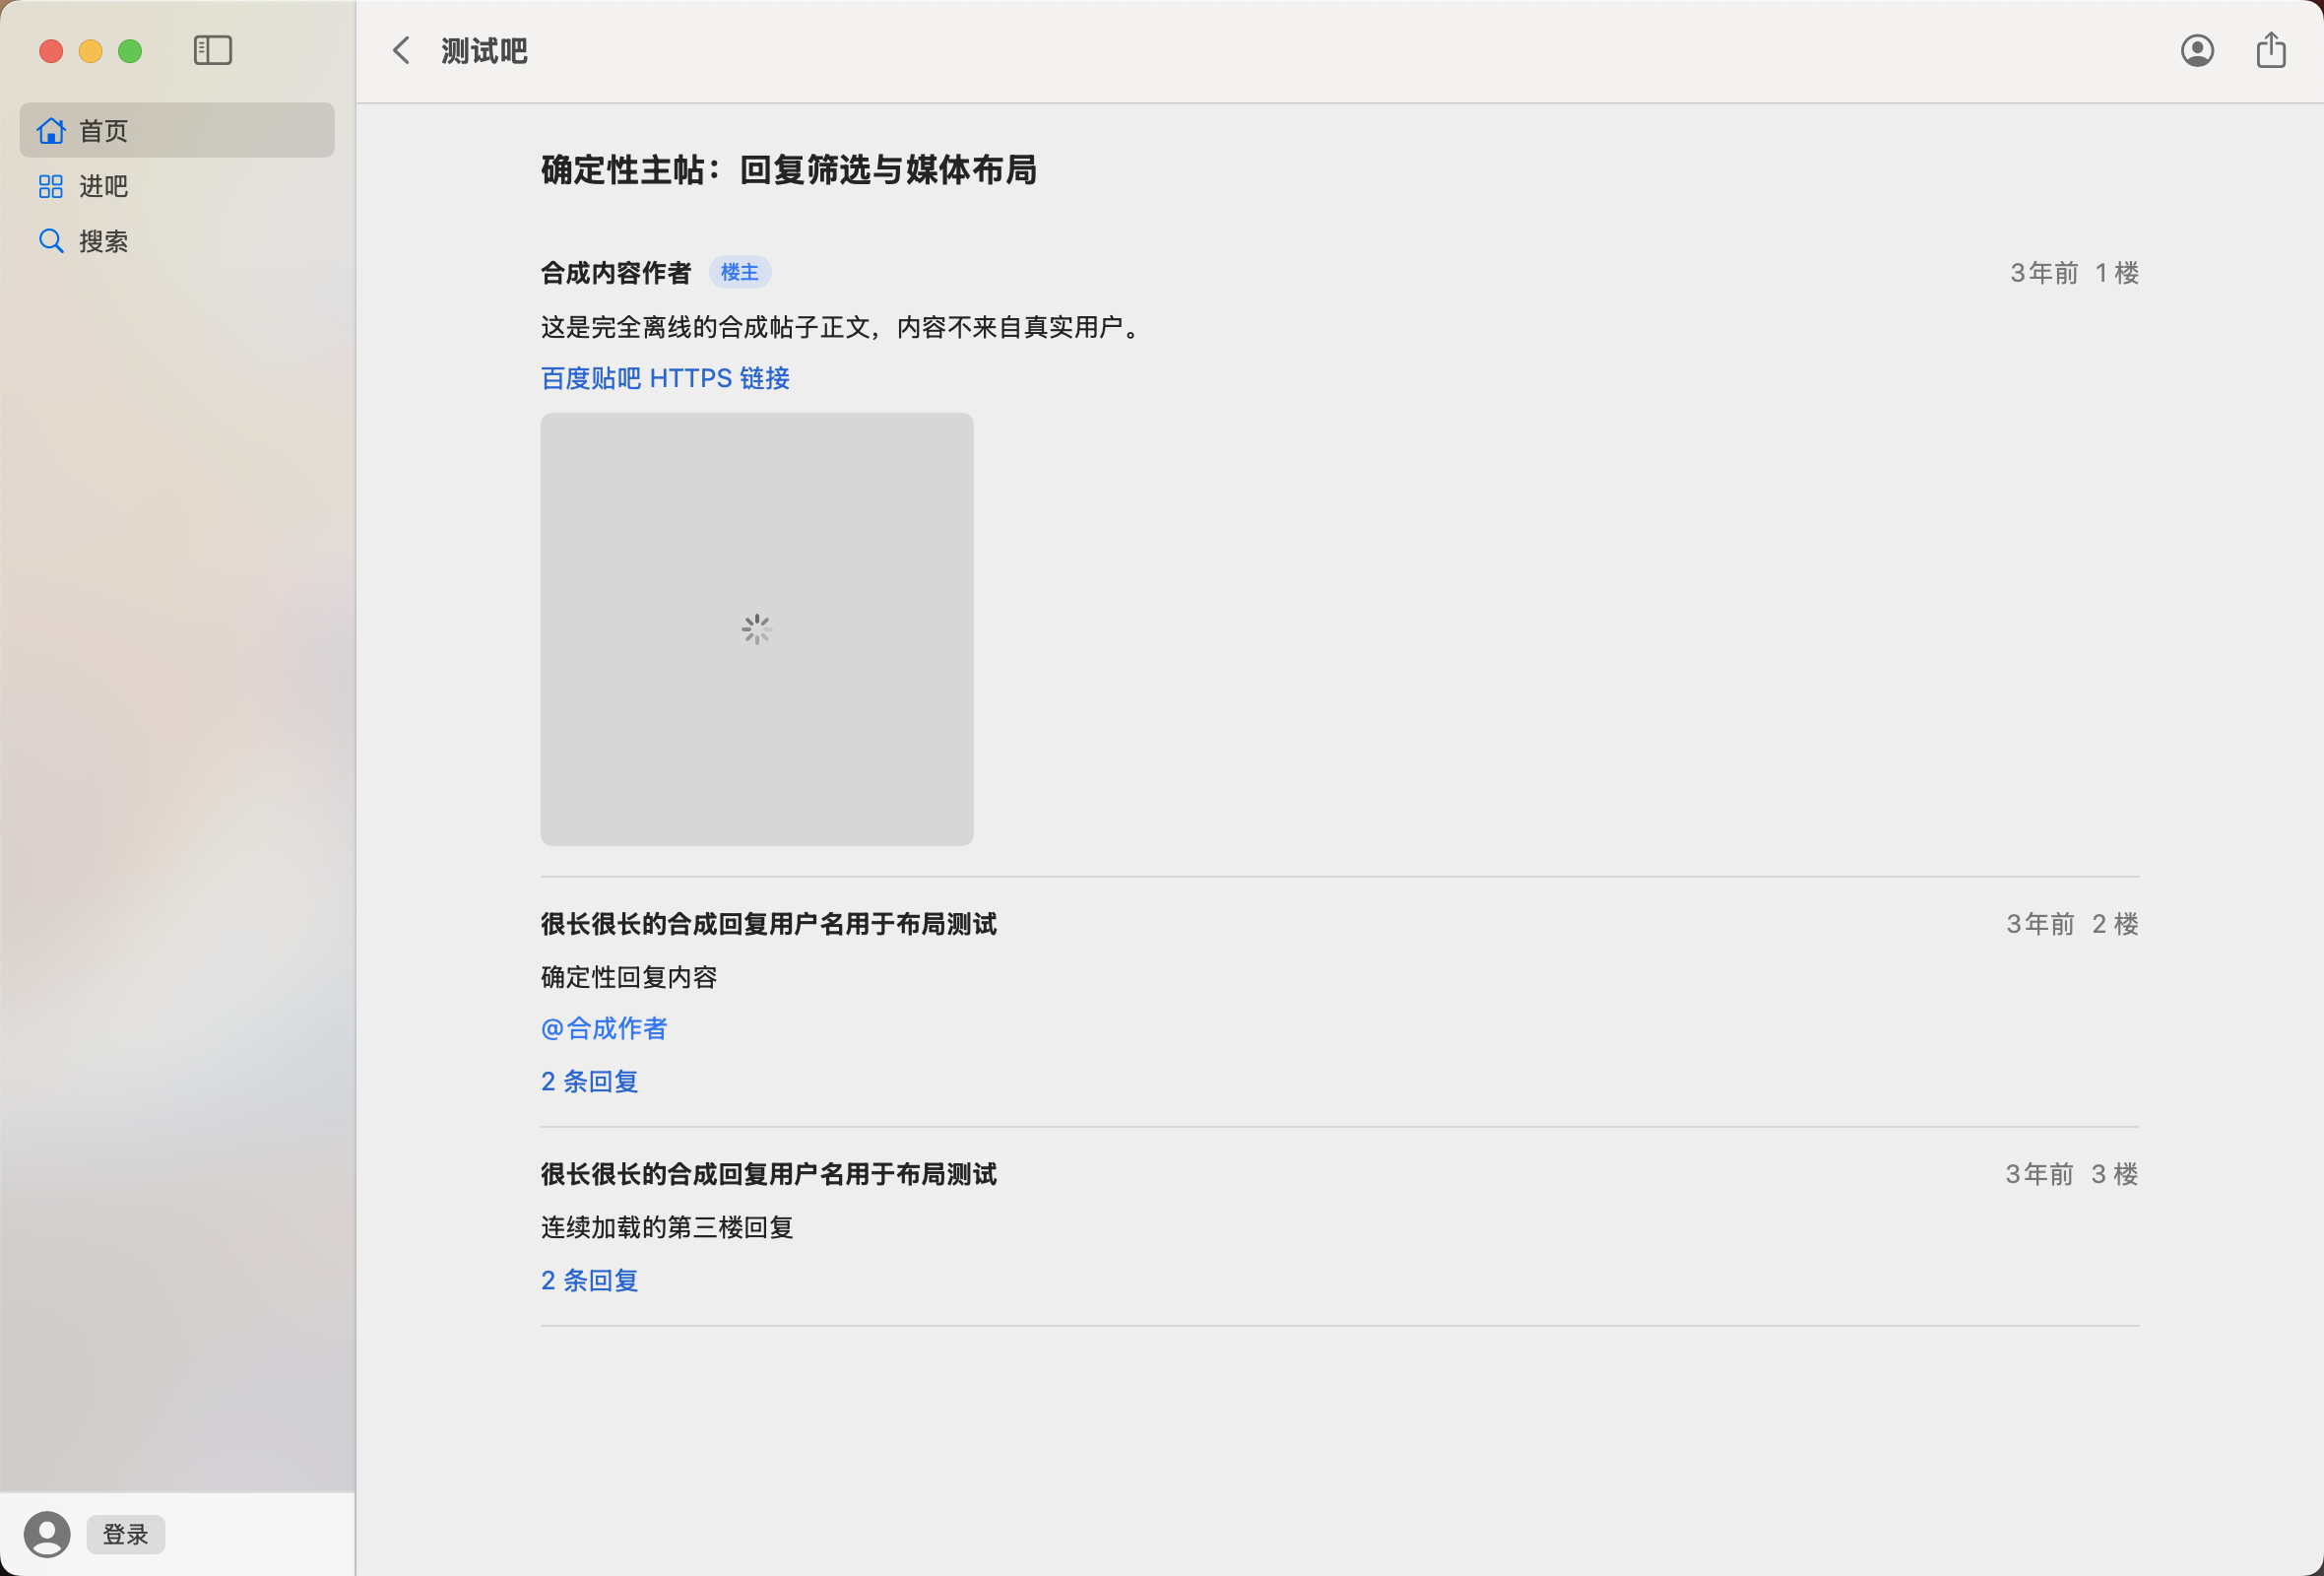 测试吧
首页
进吧
搜索
确定性主帖：回复筛选与媒体布局
合成内容作者 楼主 3年前 1 楼
这是完全离线的合成帖子正文，内容不来自真实用户。
百度贴吧 HTTPS 链接
很长很长的合成回复用户名用于布局测试 3年前 2 楼
确定性回复内容
@合成作者
2 条回复
很长很长的合成回复用户名用于布局测试 3年前 3 楼
连续加载的第三楼回复
2 条回复
登录